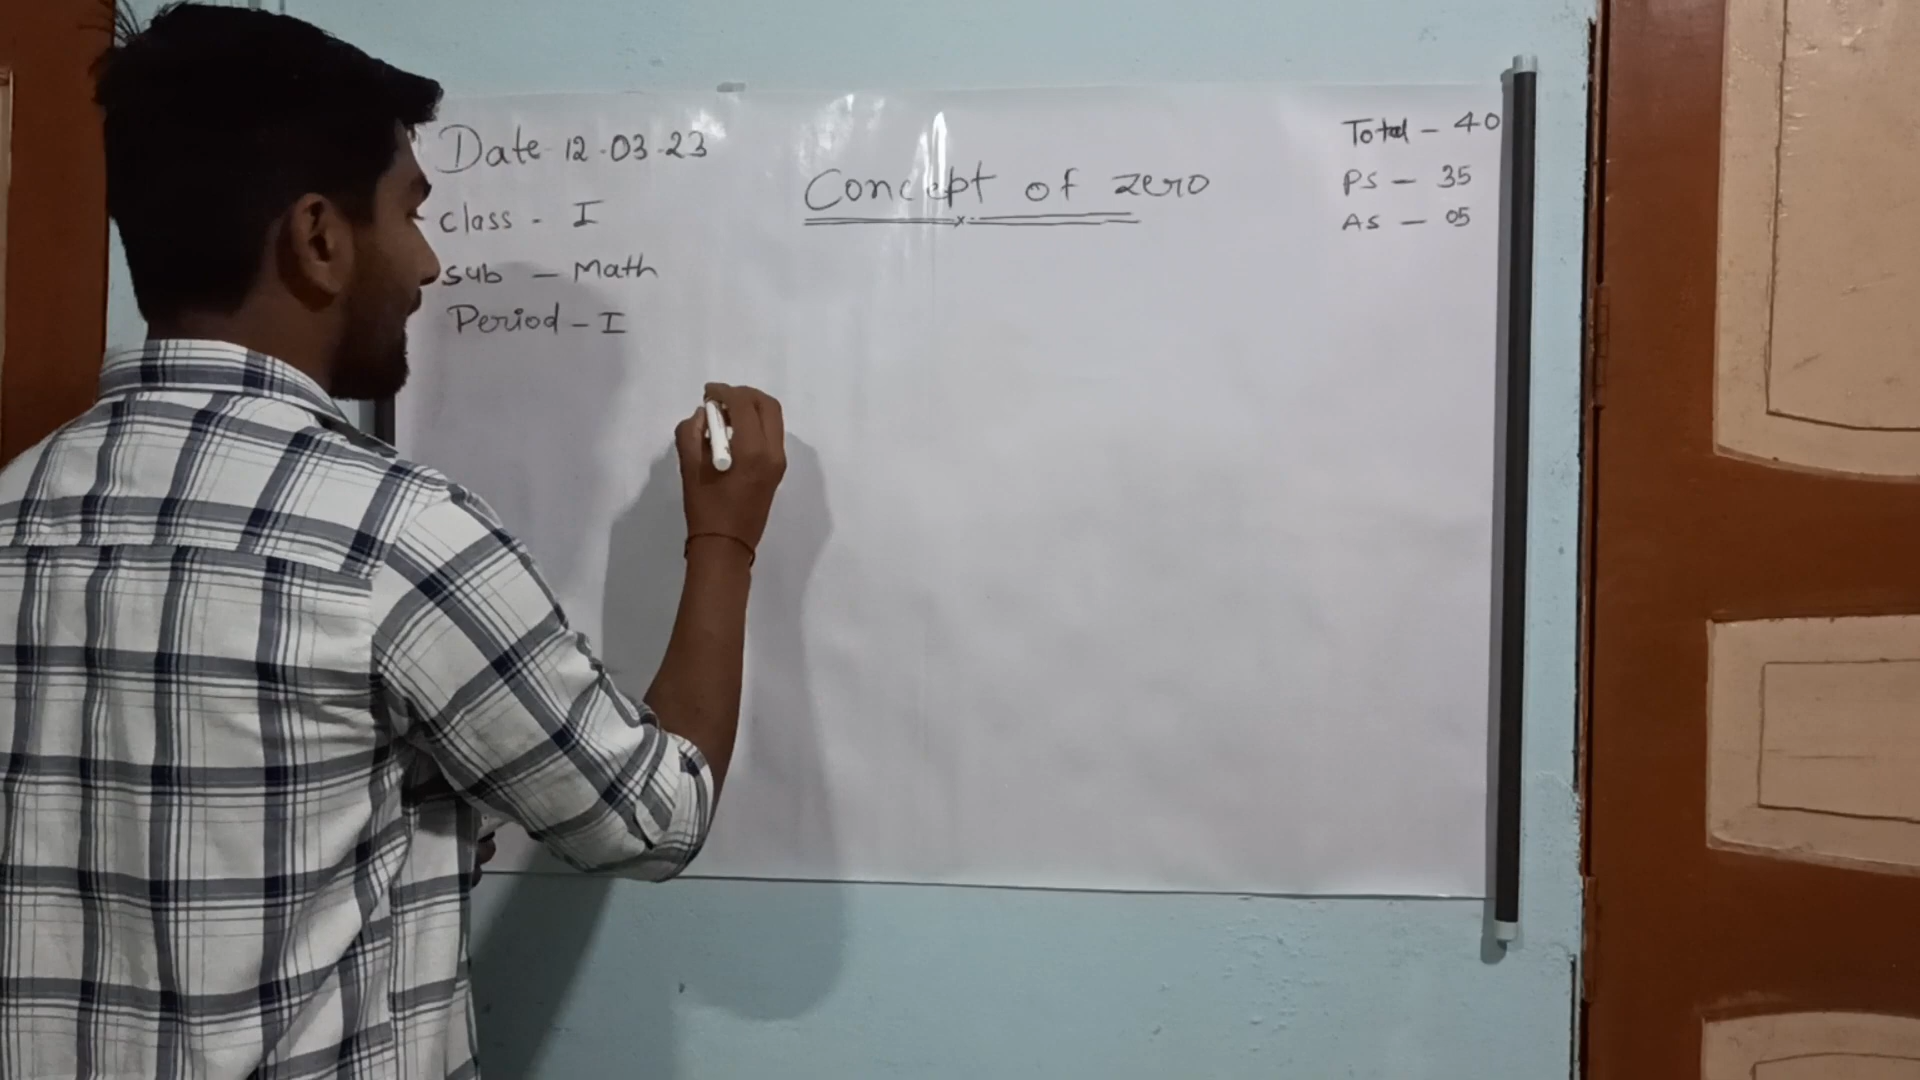 Date 12-03-23
Class - I
Sub - Math
Period - I
Concept of zero
Total - 40
PS - 35
AS - 05